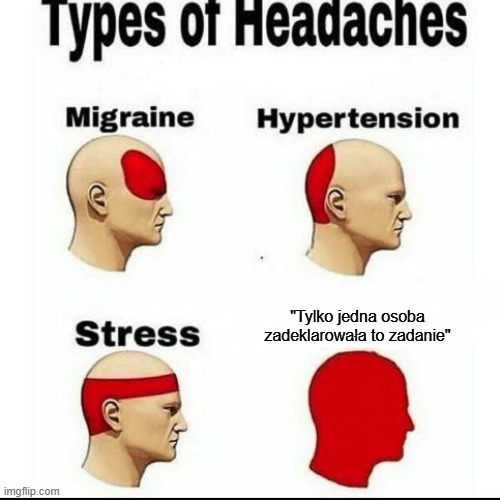 Types of Headaches
Migraine
Hypertension
Stress
"Tylko jedna osoba
zadeklarowała to zadanie"
imgflip.com